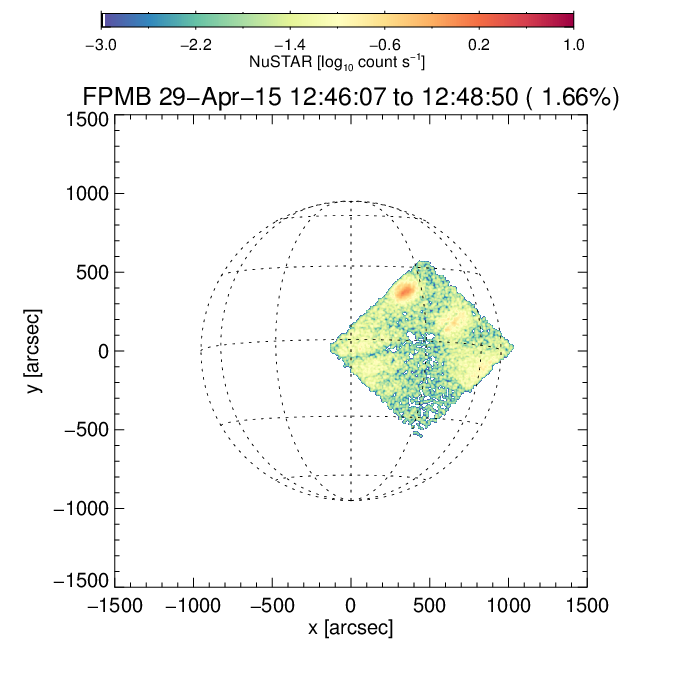 −3.0 −2.2 −1.4 −0.6 0.2 1.0
NuSTAR [log₁₀ count s⁻¹]
FPMB 29−Apr−15 12:46:07 to 12:48:50 ( 1.66%)
1500
1000
500
0
−500
−1000
−1500
y [arcsec]
−1500 −1000 −500 0 500 1000 1500
x [arcsec]